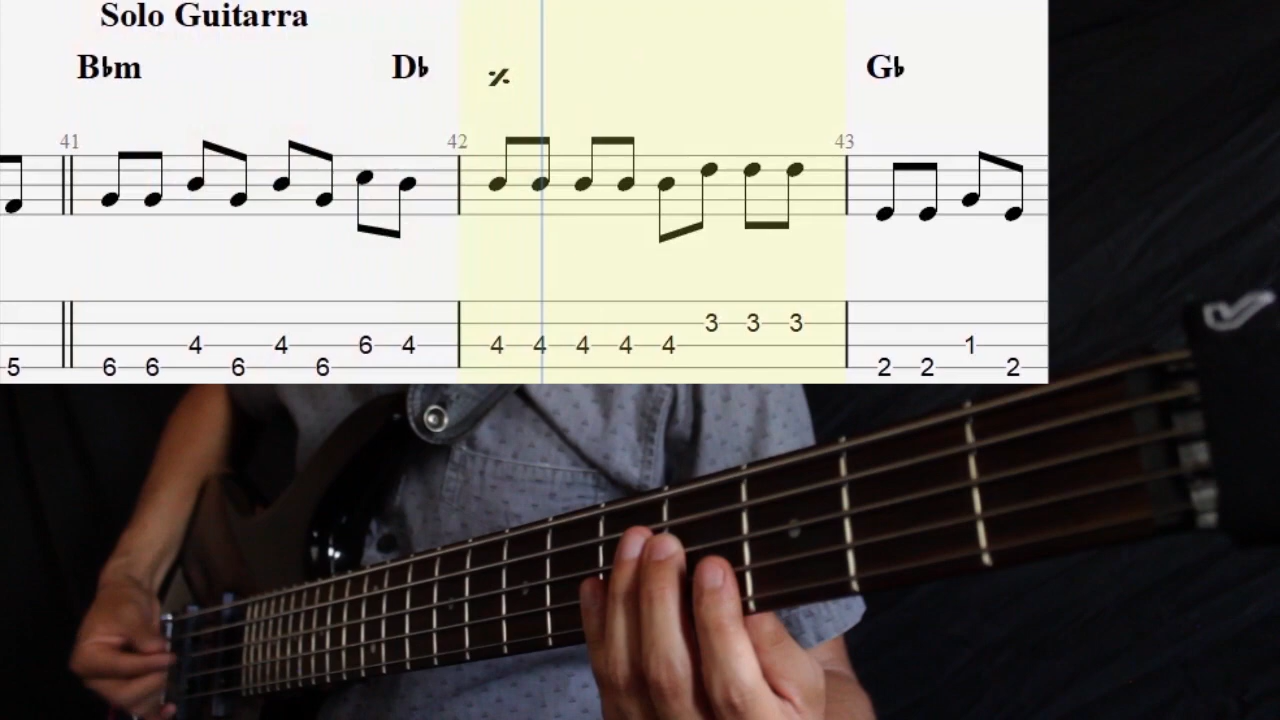 Solo Guitarra
B♭m D♭ 𝄎 G♭
41 42 43
3 3 3
4 4 6 4 4 4 4 4 4 1
5 6 6 6 6 2 2 2